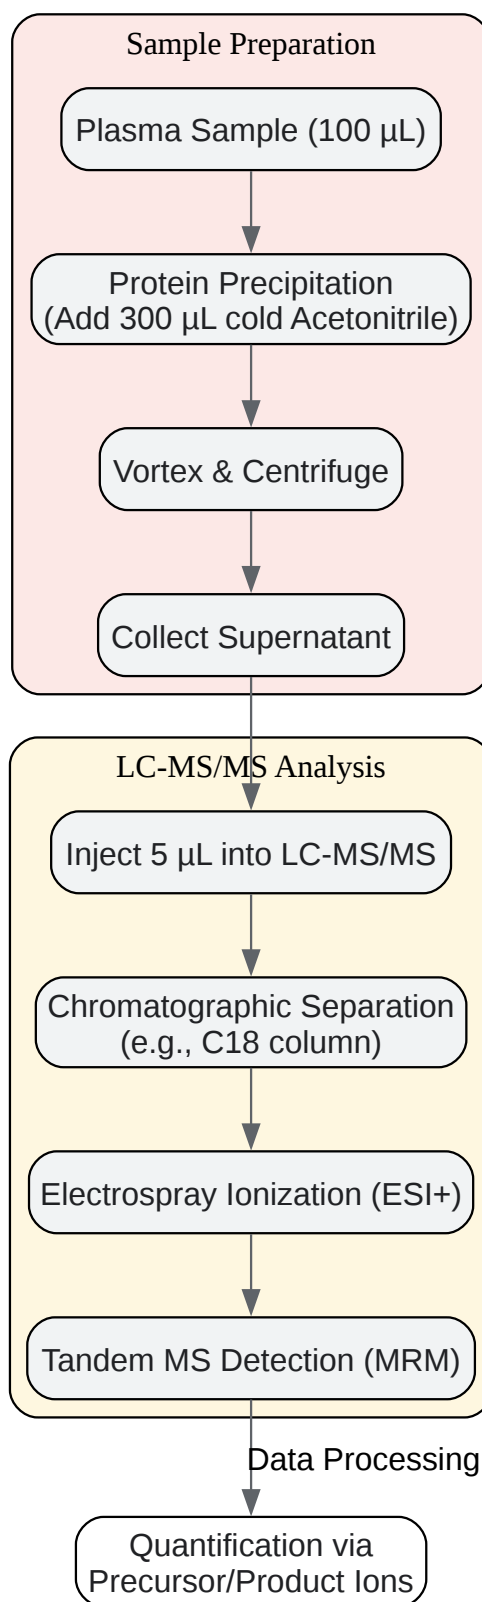 Sample Preparation
Plasma Sample (100 µL)
Protein Precipitation
(Add 300 µL cold Acetonitrile)
Vortex & Centrifuge
Collect Supernatant
LC-MS/MS Analysis
Inject 5 µL into LC-MS/MS
Chromatographic Separation
(e.g., C18 column)
Electrospray Ionization (ESI+)
Tandem MS Detection (MRM)
Data Processing
Quantification via
Precursor/Product Ions